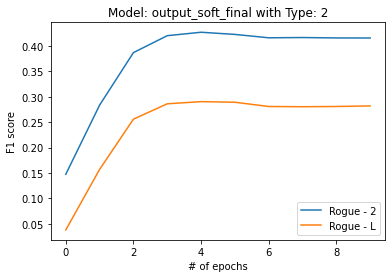 Model: output_soft_final with Type: 2
0.40
0.35
0.30
0.25
0.20
0.15
0.10
0.05
F1 score
Rogue - 2
Rogue - L
0 2 4 6 8
# of epochs